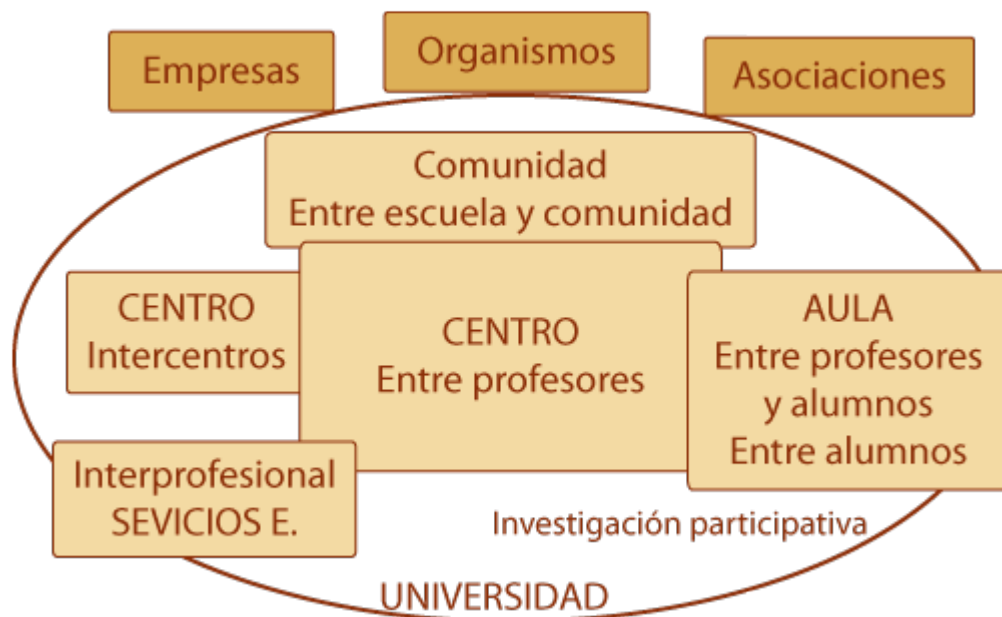 Empresas
Organismos
Asociaciones
Comunidad
Entre escuela y comunidad
CENTRO
Intercentros
CENTRO
Entre profesores
AULA
Entre profesores
y alumnos
Entre alumnos
Interprofesional
SEVICIOS E.
Investigación participativa
UNIVERSIDAD